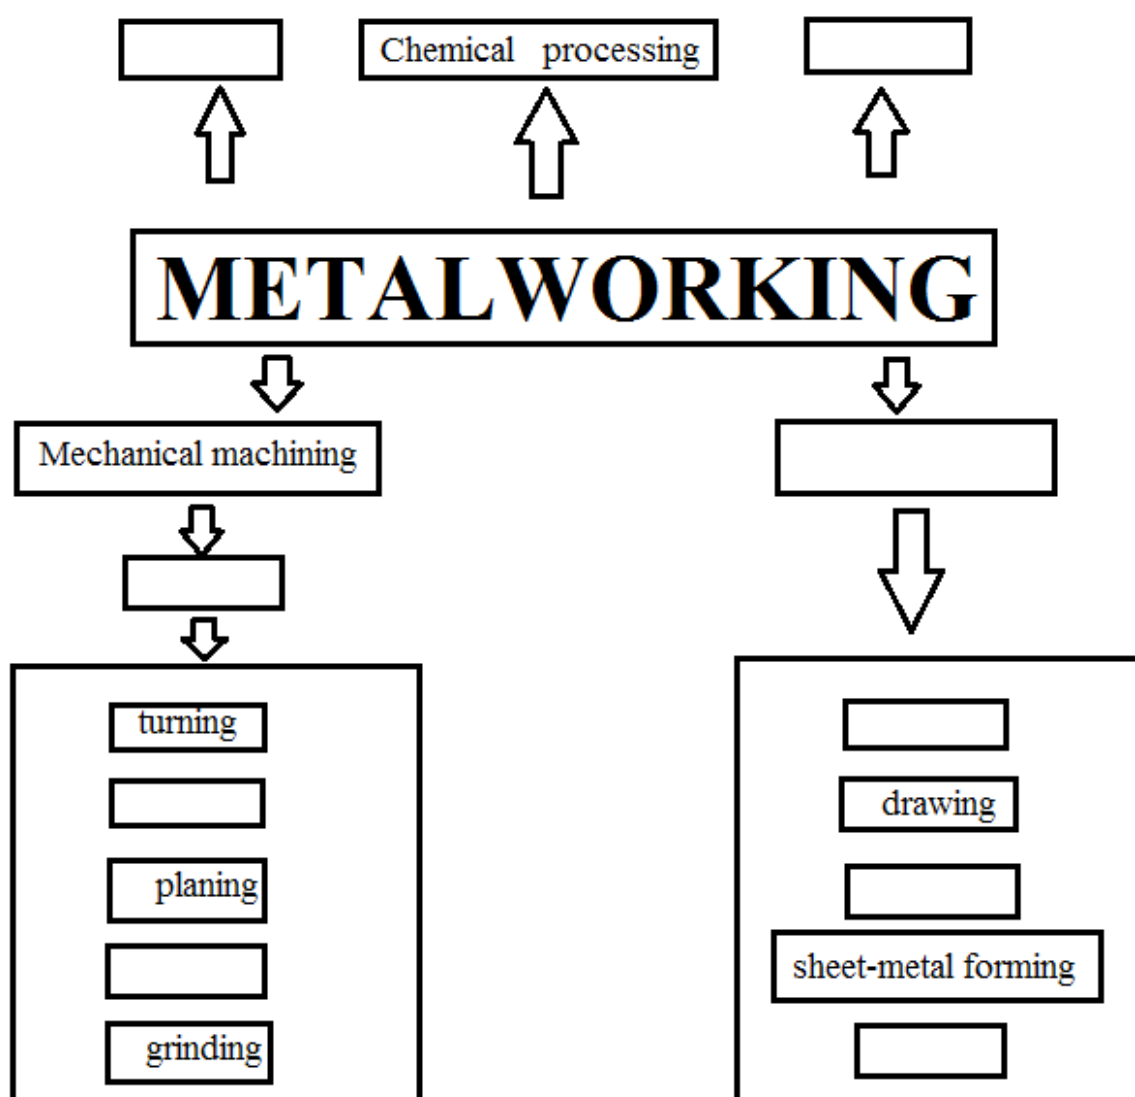 Chemical processing
METALWORKING
Mechanical machining
turning
planing
grinding
drawing
sheet-metal forming